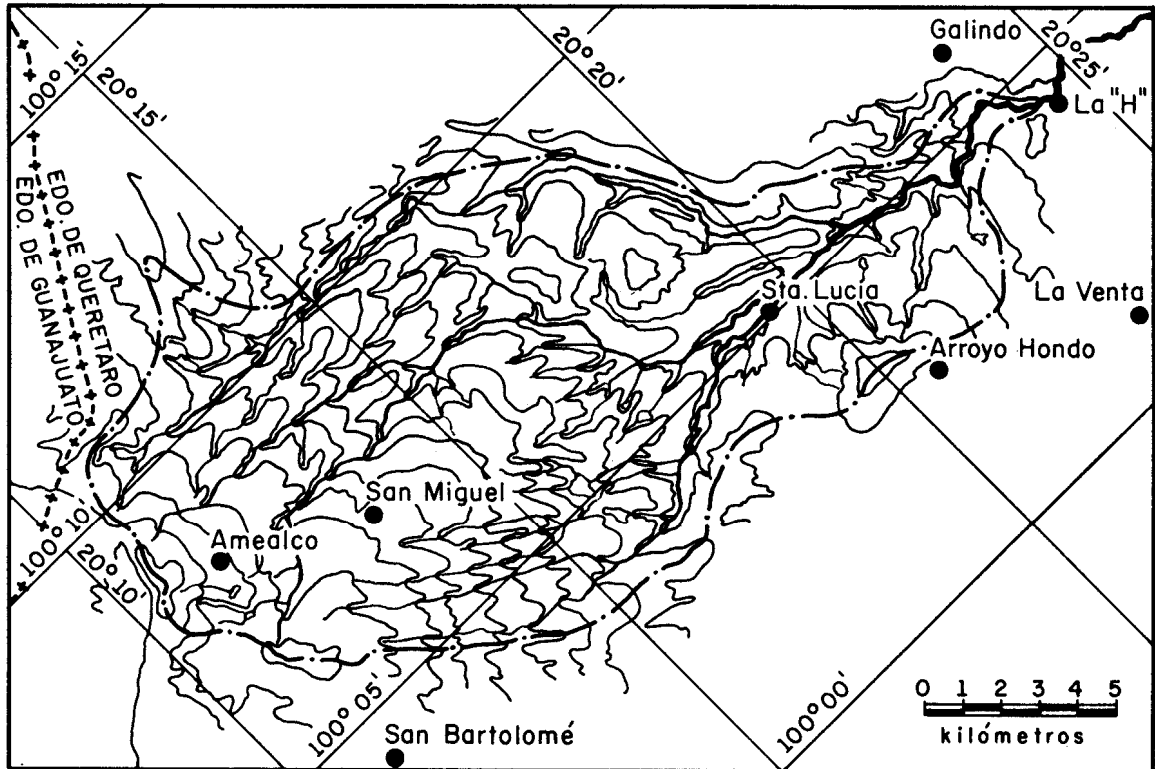 Galindo
20°25'
20°20'
100°15'
20°15'
La "H"
EDO. DE QUERETARO
EDO. DE GUANAJUATO
Sta. Lucía
La Venta
Arroyo Hondo
San Miguel
Amealco
100°10'
20°10'
100°05'
100°00'
San Bartolomé
0 1 2 3 4 5
kilómetros